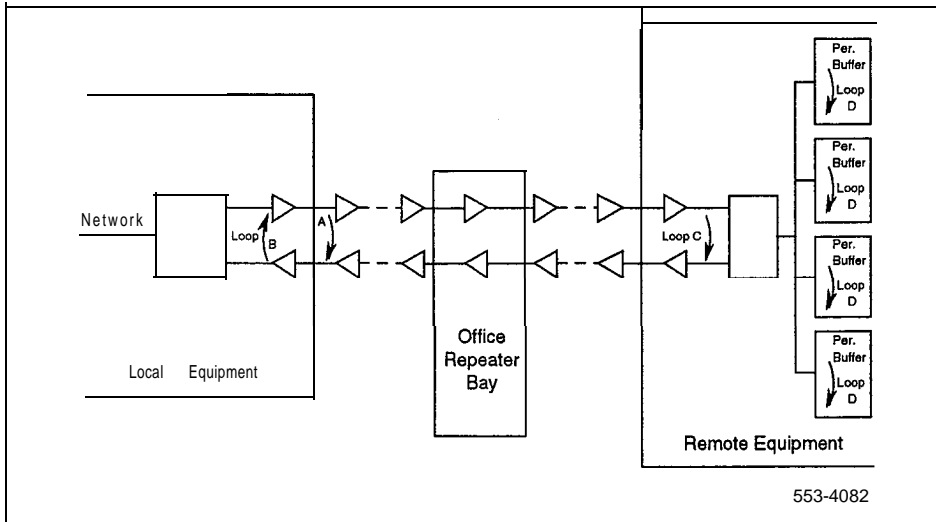 Per.
Buffer
Loop
D
Per.
Buffer
Loop
D
Network
Loop
B
A
Loop C
Per.
Buffer
Loop
D
Office
Repeater
Bay
Local Equipment
Per.
Buffer
Loop
D
Remote Equipment
553-4082